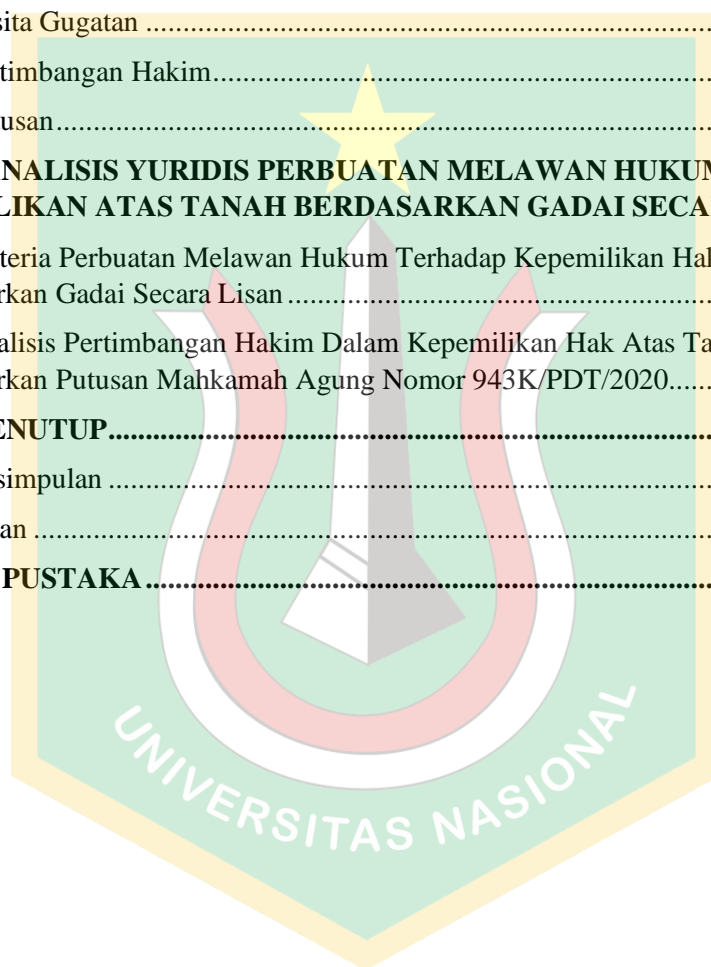 sita Gugatan ........................................................................................
timbangan Hakim..............................................................................
usan.......................................................................................................
NALISIS YURIDIS PERBUATAN MELAWAN HUKUM
LIKAN ATAS TANAH BERDASARKAN GADAI SECA
teria Perbuatan Melawan Hukum Terhadap Kepemilikan Hal
rkan Gadai Secara Lisan ..............................................................
alisis Pertimbangan Hakim Dalam Kepemilikan Hak Atas Ta
rkan Putusan Mahkamah Agung Nomor 943K/PDT/2020.......
ENUTUP..............................................................................................
simpulan ..............................................................................................
an ..........................................................................................................
PUSTAKA ........................................................................................
UNIVERSITAS NASIONAL